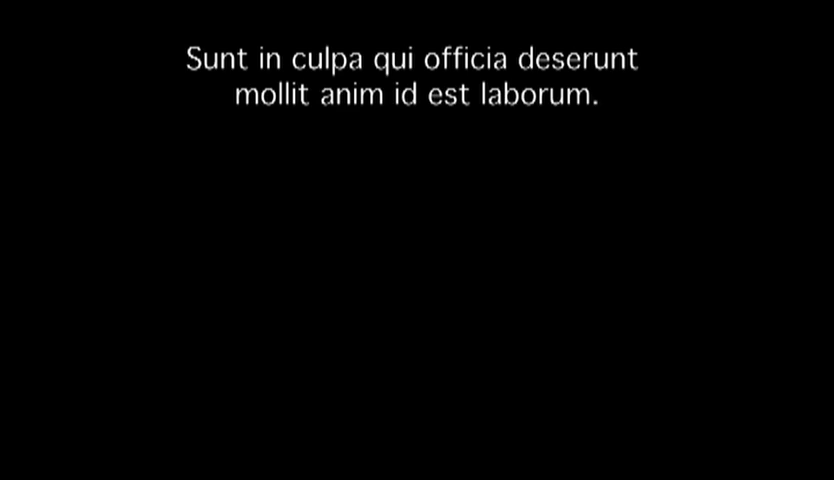 Sunt in culpa qui officia deserunt
mollit anim id est laborum.